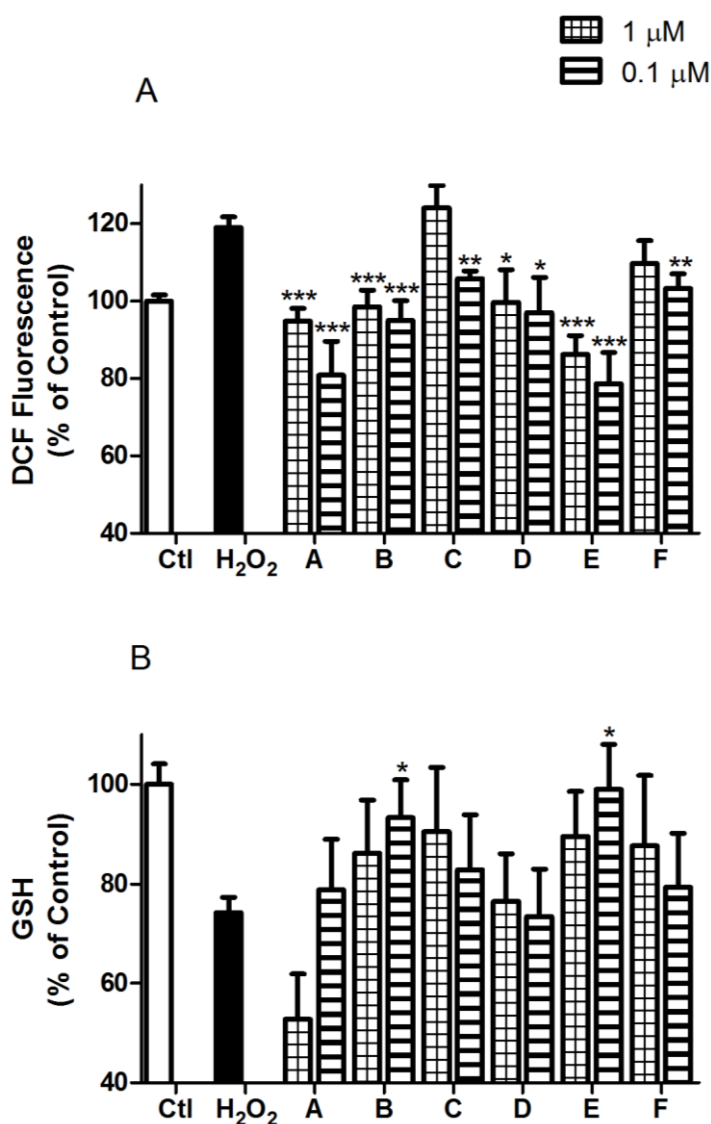 1 μM
0.1 μM
A
DCF Fluorescence
(% of Control)
120
100
80
60
40
*** *** *** *** ** * * *** *** **
Ctl H₂O₂ A B C D E F
B
GSH
(% of Control)
100
80
60
40
* *
Ctl H₂O₂ A B C D E F